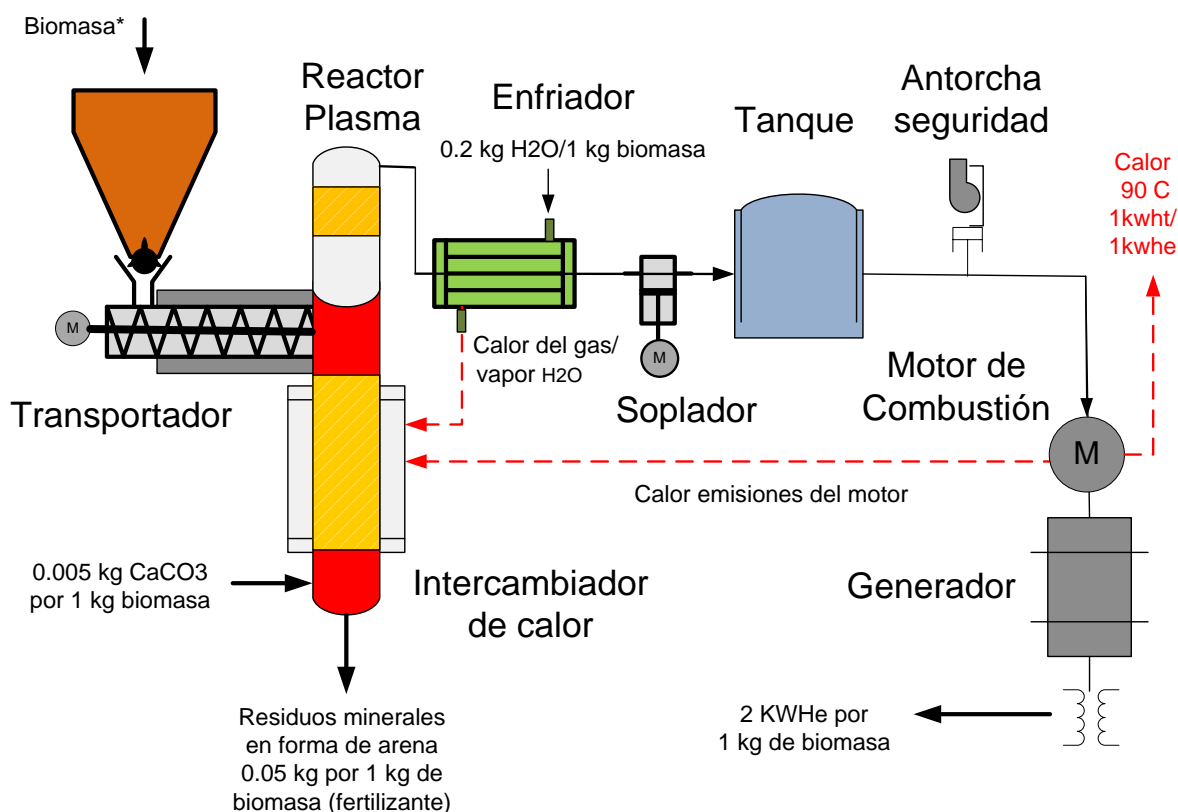 Biomasa*
Reactor
Plasma
Enfriador
0.2 kg H2O/1 kg biomasa
Tanque
Antorcha
seguridad
Calor
90 C
1kwht/
1kwhe
M
Transportador
Calor del gas/
vapor H2O
M
Soplador
Motor de
Combustión
M
Calor emisiones del motor
0.005 kg CaCO3
por 1 kg biomasa
Intercambiador
de calor
Generador
Residuos minerales
en forma de arena
0.05 kg por 1 kg de
biomasa (fertilizante)
2 KWHe por
1 kg de biomasa